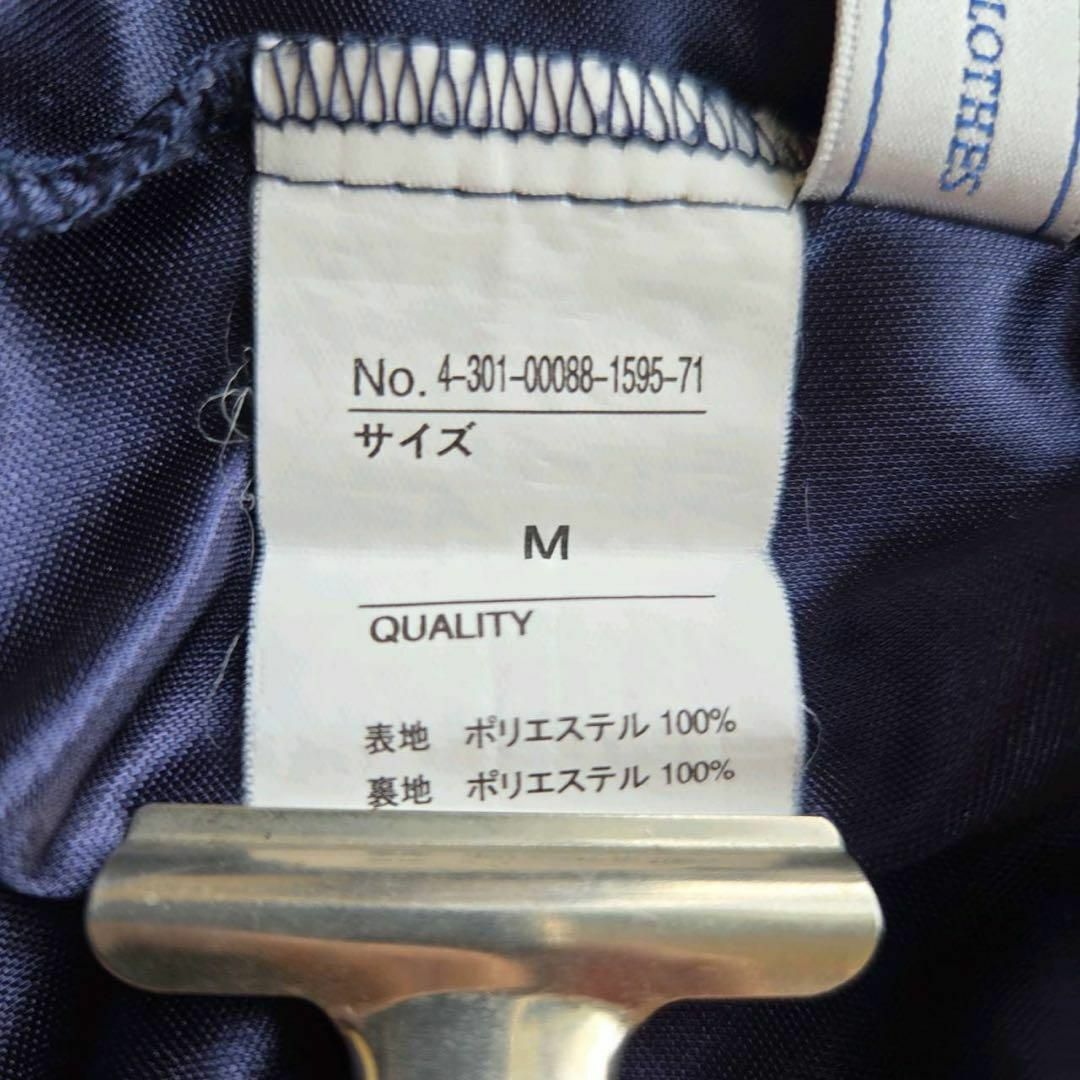 No. 4-301-00088-1595-71
サイズ
M
QUALITY
表地 ポリエステル 100%
裏地 ポリエステル 100%